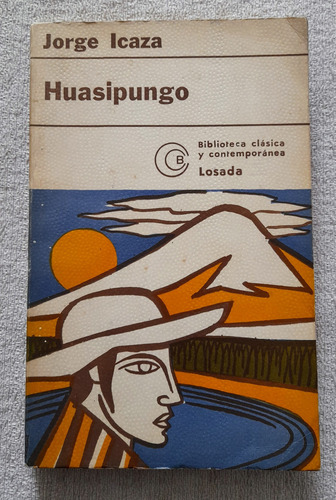 Jorge Icaza
Huasipungo
Biblioteca clásica
y contemporánea
Losada